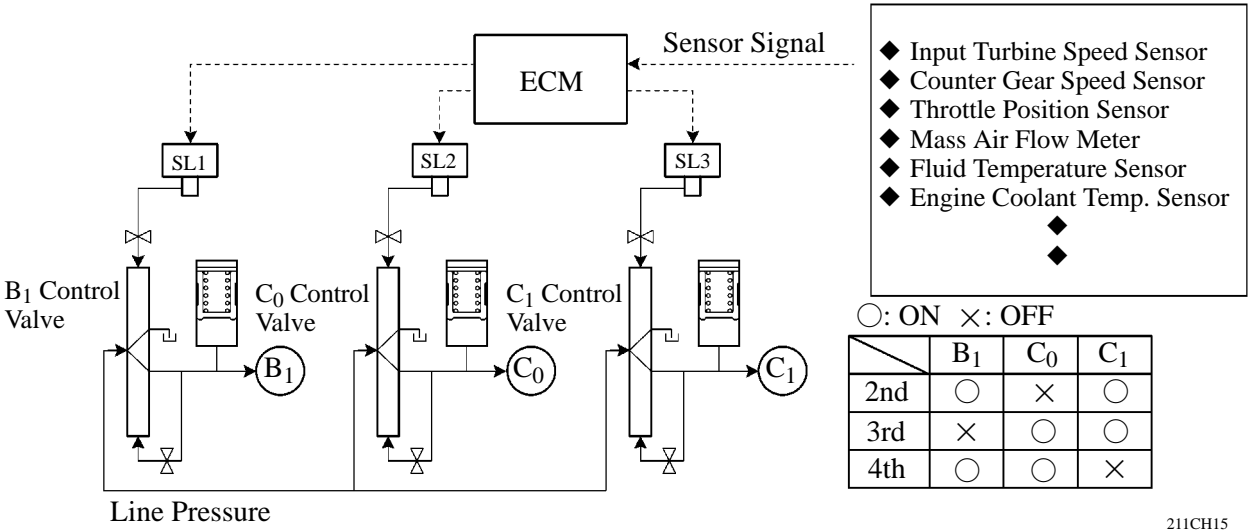 Sensor Signal
ECM
◆ Input Turbine Speed Sensor
◆ Counter Gear Speed Sensor
◆ Throttle Position Sensor
◆ Mass Air Flow Meter
◆ Fluid Temperature Sensor
◆ Engine Coolant Temp. Sensor
◆
◆
SL1
SL2
SL3
B1 Control
Valve
C0 Control
Valve
C1 Control
Valve
B1
C0
C1
Line Pressure
○: ON ×: OFF
B1 C0 C1
2nd ○ × ○
3rd × ○ ○
4th ○ ○ ×
211CH15